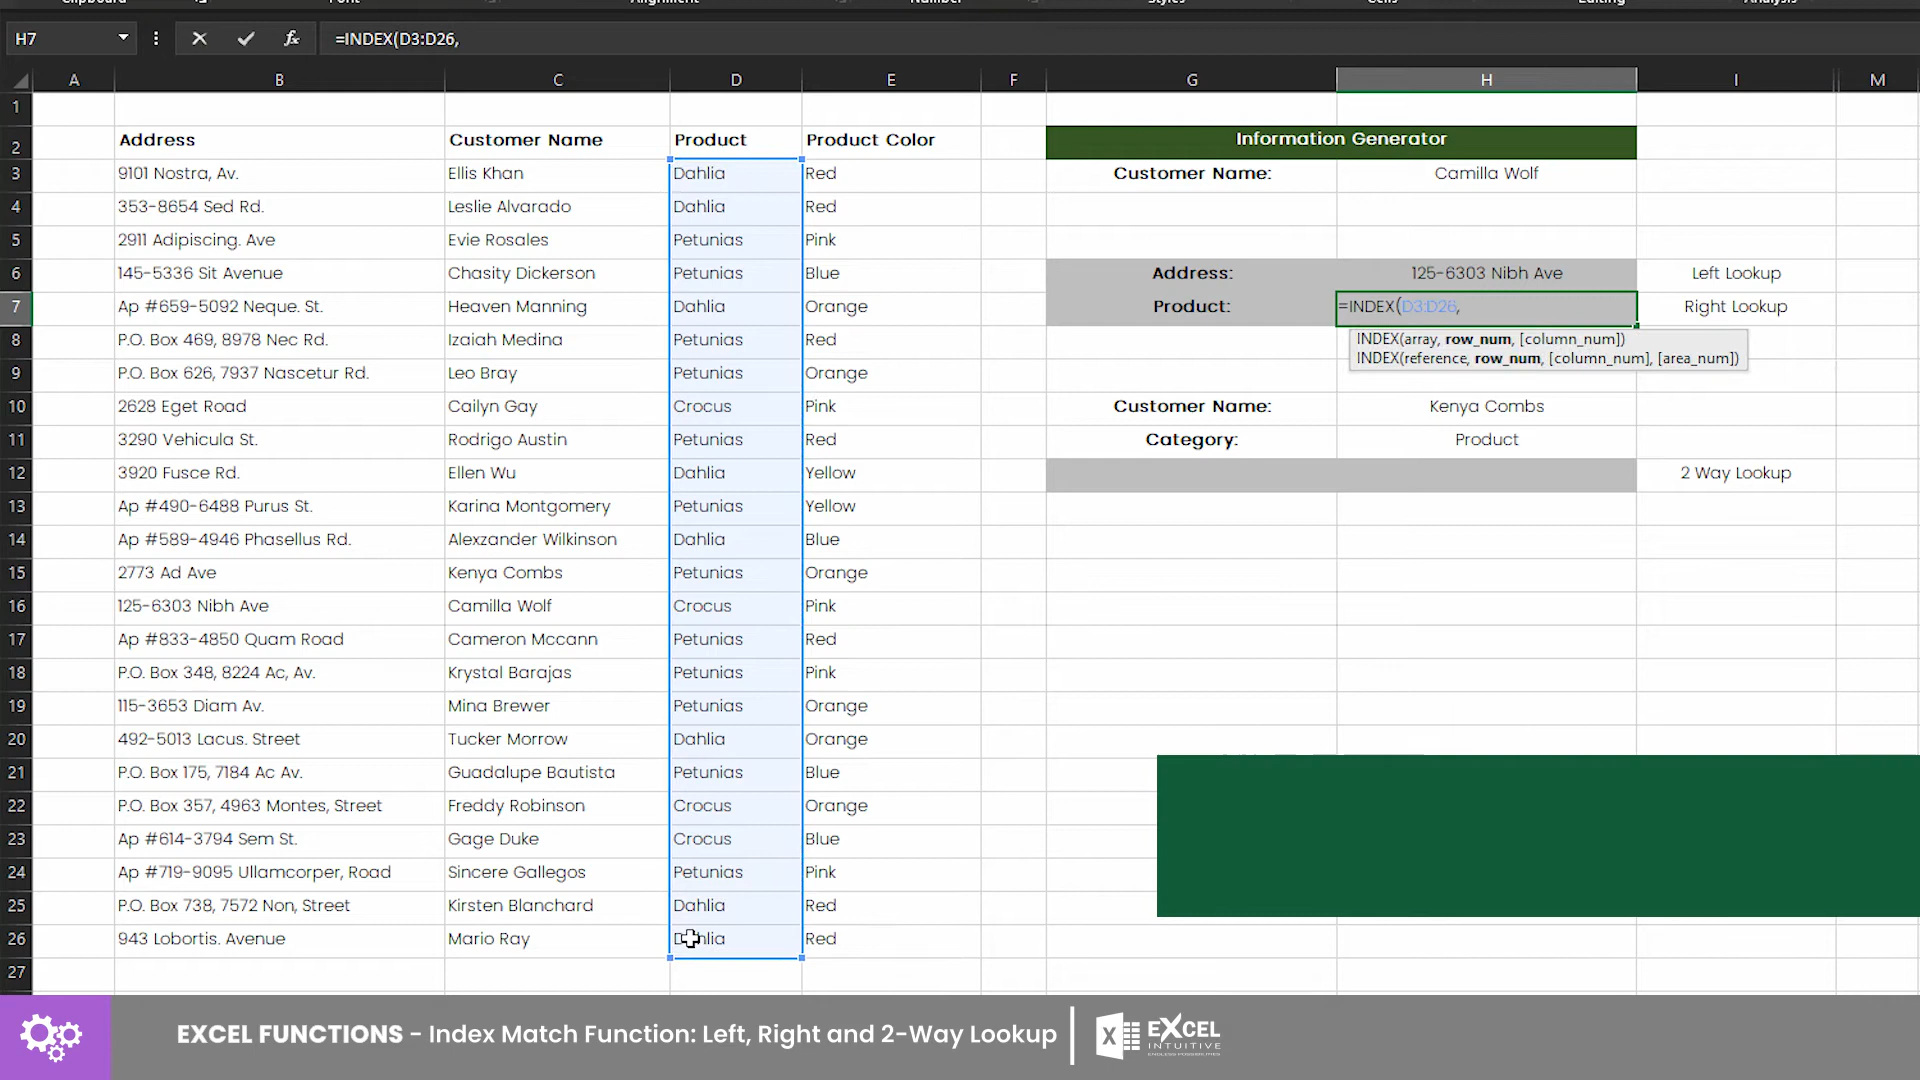 H7 =INDEX(D3:D26,
A B C D E F G H I M
1
2 Address Customer Name Product Product Color Information Generator
3 9101 Nostra, Av. Ellis Khan Dahlia Red Customer Name: Camilla Wolf
4 353-8654 Sed Rd. Leslie Alvarado Dahlia Red
5 2911 Adipiscing. Ave Evie Rosales Petunias Pink
6 145-5336 Sit Avenue Chasity Dickerson Petunias Blue Address: 125-6303 Nibh Ave Left Lookup
7 Ap #659-5092 Neque. St. Heaven Manning Dahlia Orange Product: =INDEX(D3:D26, Right Lookup
8 P.O. Box 469, 8978 Nec Rd. Izaiah Medina Petunias Red INDEX(array, row_num, [column_num])
INDEX(reference, row_num, [column_num], [area_num])
9 P.O. Box 626, 7937 Nascetur Rd. Leo Bray Petunias Orange
10 2628 Eget Road Cailyn Gay Crocus Pink Customer Name: Kenya Combs
11 3290 Vehicula St. Rodrigo Austin Petunias Red Category: Product
12 3920 Fusce Rd. Ellen Wu Dahlia Yellow 2 Way Lookup
13 Ap #490-6488 Purus St. Karina Montgomery Petunias Yellow
14 Ap #589-4946 Phasellus Rd. Alexzander Wilkinson Dahlia Blue
15 2773 Ad Ave Kenya Combs Petunias Orange
16 125-6303 Nibh Ave Camilla Wolf Crocus Pink
17 Ap #833-4850 Quam Road Cameron Mccann Petunias Red
18 P.O. Box 348, 8224 Ac, Av. Krystal Barajas Petunias Pink
19 115-3653 Diam Av. Mina Brewer Petunias Orange
20 492-5013 Lacus. Street Tucker Morrow Dahlia Orange
21 P.O. Box 175, 7184 Ac Av. Guadalupe Bautista Petunias Blue
22 P.O. Box 357, 4963 Montes, Street Freddy Robinson Crocus Orange
23 Ap #614-3794 Sem St. Gage Duke Crocus Blue
24 Ap #719-9095 Ullamcorper, Road Sincere Gallegos Petunias Pink
25 P.O. Box 738, 7572 Non, Street Kirsten Blanchard Dahlia Red
26 943 Lobortis. Avenue Mario Ray Dahlia Red
27
EXCEL FUNCTIONS - Index Match Function: Left, Right and 2-Way Lookup
EXCEL
INTUITIVE
ENDLESS POSSIBILITIES